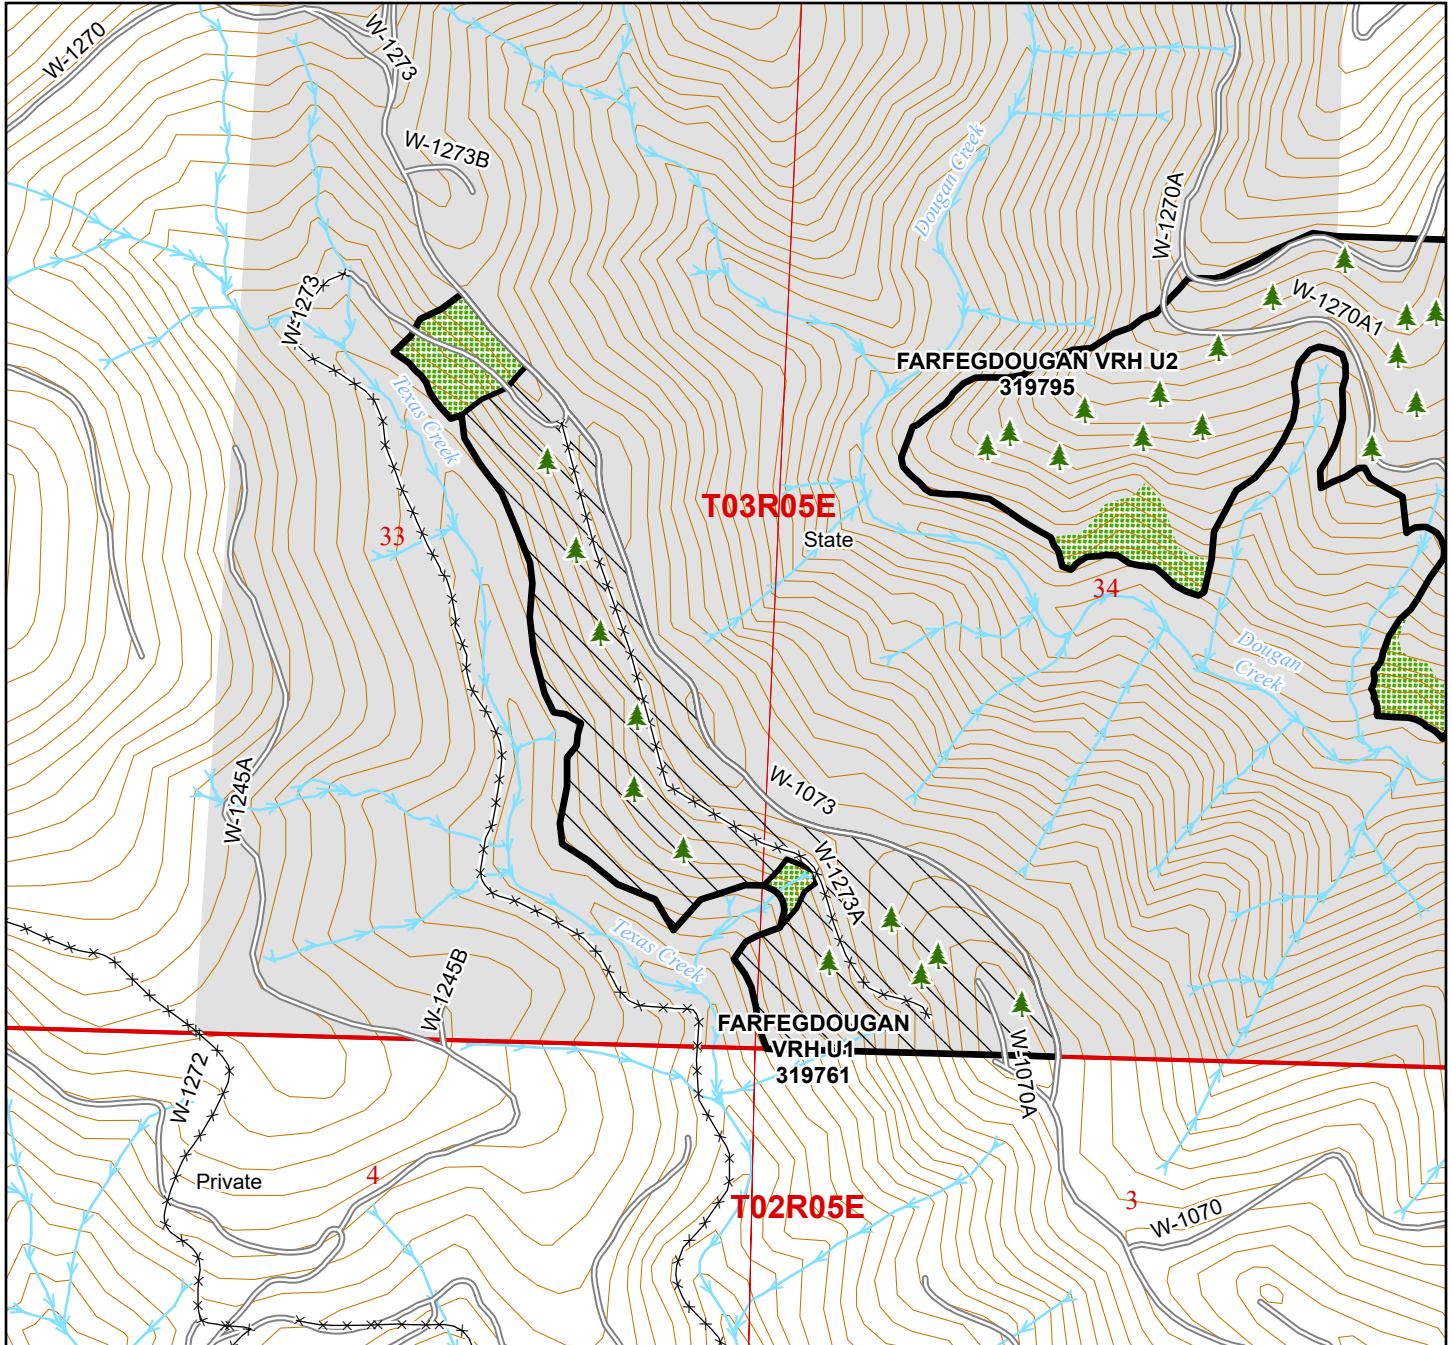 W-1270
W-1273
W-1273B
Dougan Creek
W-1270A
W-1273
W-1270A1
FARFEGDOUGAN VRH U2
319795
Texas Creek
T03R05E
State
33
34
Dougan
Creek
W-1245A
W-1073
W-1273A
Texas Creek
W-1245B
FARFEGDOUGAN
VRH U1
319761
W-1272
W-1070A
Private
4
3
T02R05E
W-1070